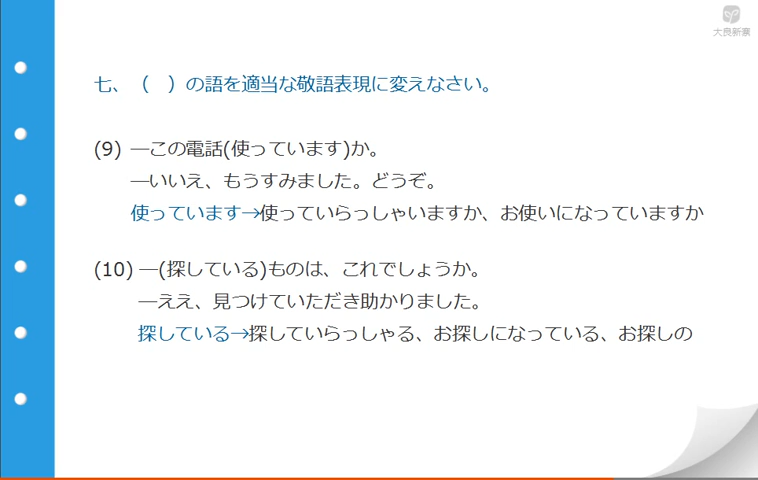 大良新寨
七、（　）の語を適当な敬語表現に変えなさい。
(9) ―この電話(使っています)か。
―いいえ、もうすみました。どうぞ。
使っています→使っていらっしゃいますか、お使いになっていますか
(10) ―(探している)ものは、これでしょうか。
―ええ、見つけていただき助かりました。
探している→探していらっしゃる、お探しになっている、お探しの